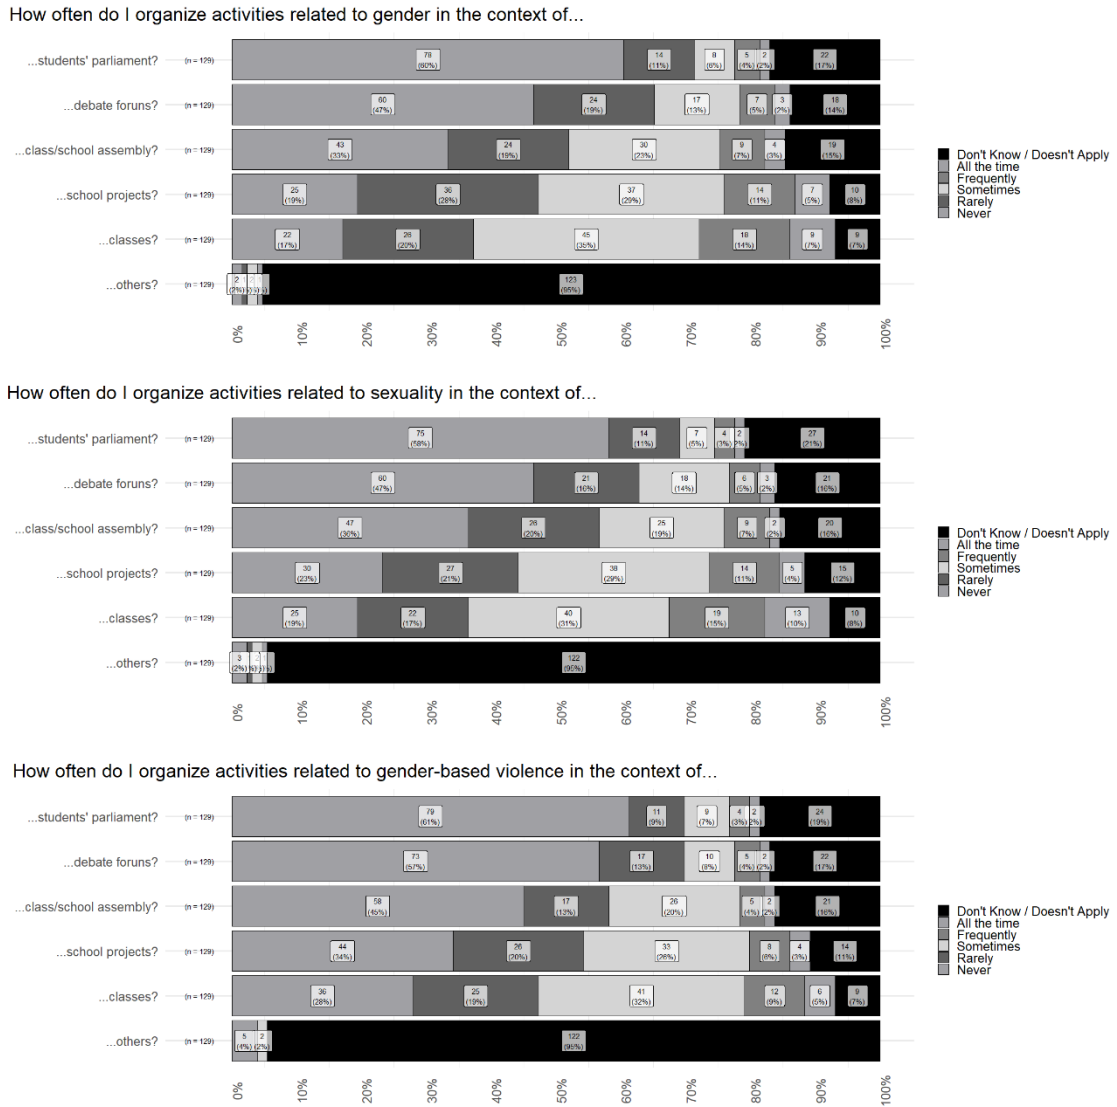 How often do I organize activities related to gender in the context of...
...students' parliament? (n = 129) 78 (60%) 14 (11%) 8 (6%) 5 (4%) 2 (2%) 22 (17%)
...debate foruns? (n = 129) 60 (47%) 24 (19%) 17 (13%) 7 (5%) 3 (2%) 18 (14%)
...class/school assembly? (n = 129) 43 (33%) 24 (19%) 30 (23%) 9 (7%) 4 (3%) 19 (15%)
...school projects? (n = 129) 25 (19%) 36 (28%) 37 (29%) 14 (11%) 7 (5%) 10 (8%)
...classes? (n = 129) 22 (17%) 26 (20%) 45 (35%) 18 (14%) 9 (7%) 9 (7%)
...others? (n = 129) 2 (2%) 123 (95%)
0% 10% 20% 30% 40% 50% 60% 70% 80% 90% 100%
Don't Know / Doesn't Apply
All the time
Frequently
Sometimes
Rarely
Never
How often do I organize activities related to sexuality in the context of...
...students' parliament? (n = 129) 75 (58%) 14 (11%) 7 (5%) 4 (3%) 2 2%) 27 (21%)
...debate foruns? (n = 129) 60 (47%) 21 (16%) 18 (14%) 6 (5%) 3 (2%) 21 (16%)
...class/school assembly? (n = 129) 47 (36%) 26 (20%) 25 (19%) 9 (7%) 2 (2%) 20 (16%)
...school projects? (n = 129) 30 (23%) 27 (21%) 38 (29%) 14 (11%) 5 (4%) 15 (12%)
...classes? (n = 129) 25 (19%) 22 (17%) 40 (31%) 19 (15%) 13 (10%) 10 (8%)
...others? (n = 129) 3 (2%) 122 (95%)
0% 10% 20% 30% 40% 50% 60% 70% 80% 90% 100%
Don't Know / Doesn't Apply
All the time
Frequently
Sometimes
Rarely
Never
How often do I organize activities related to gender-based violence in the context of...
...students' parliament? (n = 129) 79 (61%) 11 (9%) 9 (7%) 4 (3%) 2 2%) 24 (19%)
...debate foruns? (n = 129) 73 (57%) 17 (13%) 10 (8%) 5 (4%) 2 (2%) 22 (17%)
...class/school assembly? (n = 129) 58 (45%) 17 (13%) 26 (20%) 5 (4%) 2 2%) 21 (16%)
...school projects? (n = 129) 44 (34%) 26 (20%) 33 (26%) 8 (6%) 4 (3%) 14 (11%)
...classes? (n = 129) 36 (28%) 25 (19%) 41 (32%) 12 (9%) 6 (5%) 9 (7%)
...others? (n = 129) 5 (4%) 2 (2%) 122 (95%)
0% 10% 20% 30% 40% 50% 60% 70% 80% 90% 100%
Don't Know / Doesn't Apply
All the time
Frequently
Sometimes
Rarely
Never